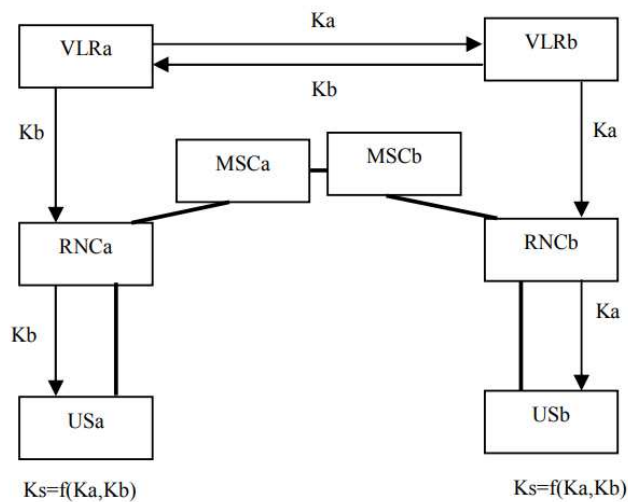 Ka
VLRa
VLRb
Kb
Kb
Ka
MSCa
MSCb
RNCa
RNCb
Kb
Ka
USa
USb
Ks=f(Ka,Kb)
Ks=f(Ka,Kb)